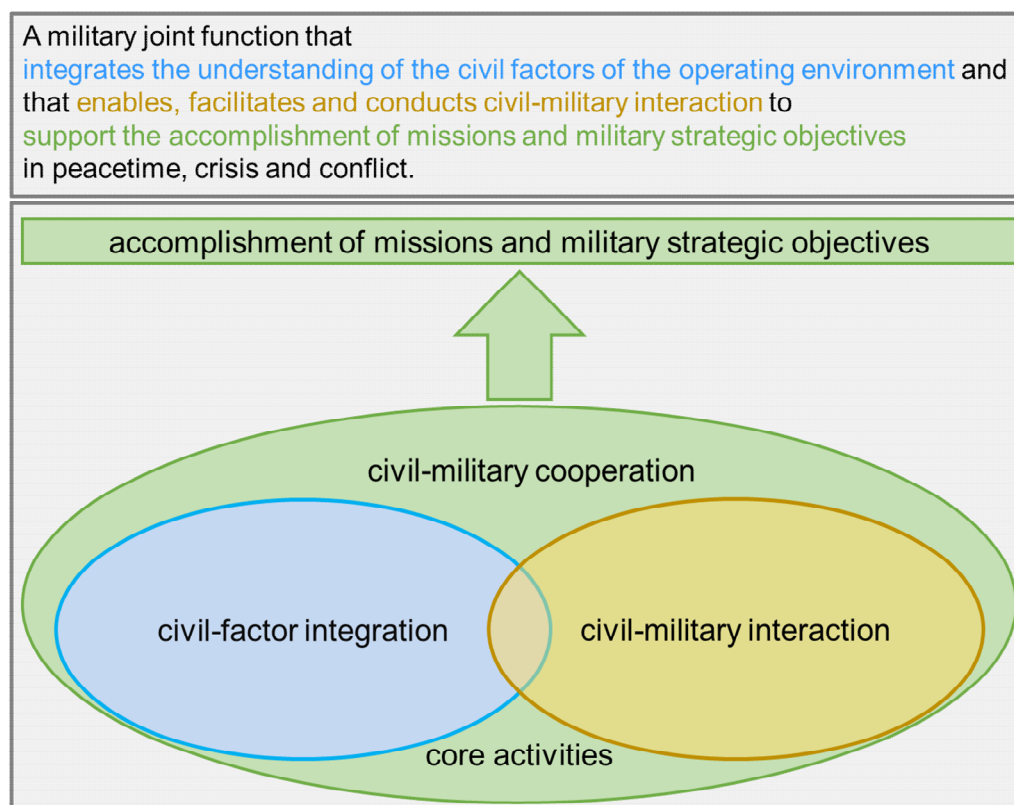 A military joint function that
integrates the understanding of the civil factors of the operating environment and
that enables, facilitates and conducts civil-military interaction to
support the accomplishment of missions and military strategic objectives
in peacetime, crisis and conflict.
accomplishment of missions and military strategic objectives
civil-military cooperation
civil-factor integration
civil-military interaction
core activities